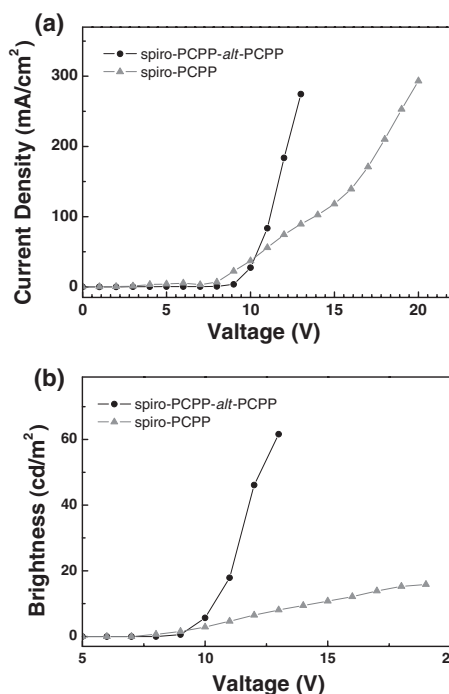 (a)
spiro-PCPP-alt-PCPP
spiro-PCPP
Current Density (mA/cm²)
300
200
100
0
0 5 10 15 20
Valtage (V)
(b)
spiro-PCPP-alt-PCPP
spiro-PCPP
Brightness (cd/m²)
60
40
20
0
5 10 15 20
Valtage (V)